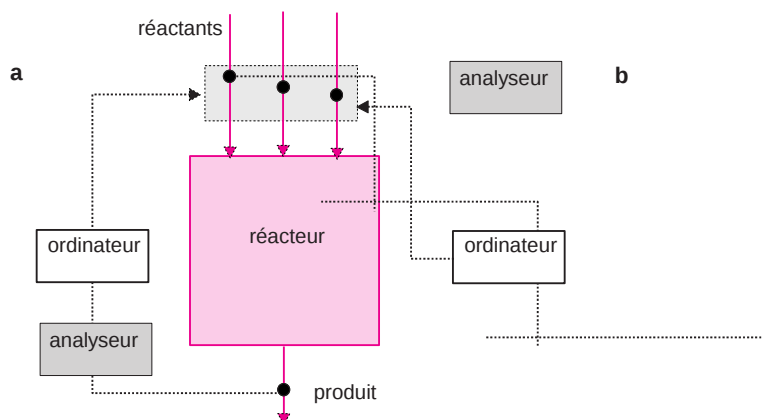 réactants
a
analyseur
b
ordinateur
réacteur
ordinateur
analyseur
produit